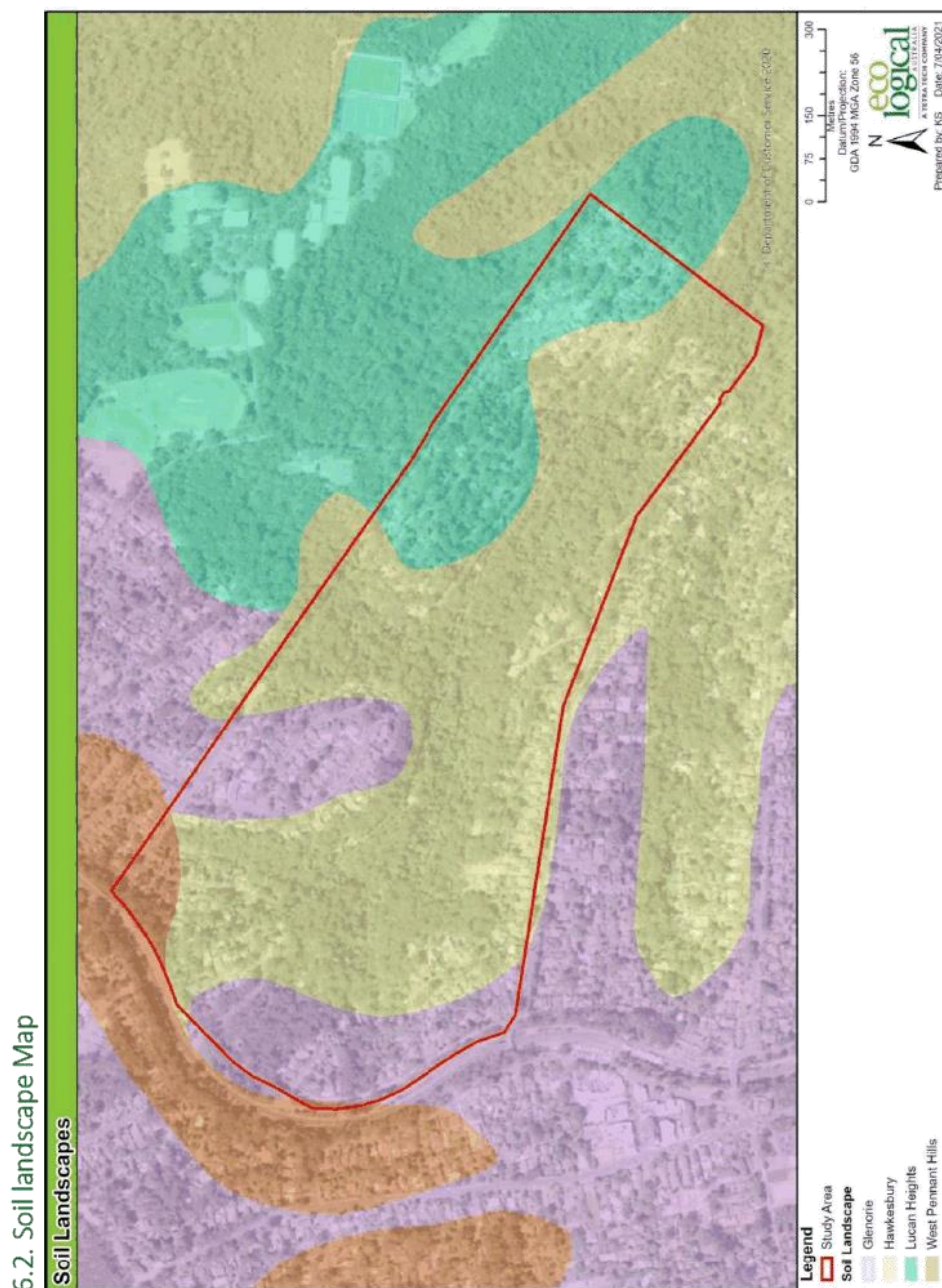 6.2. Soil landscape Map
Soil Landscapes
Department of Customer Service 2020
Legend
Study Area
Soil Landscape
Glenorie
Hawkesbury
Lucan Heights
West Pennant Hills
0 75 150 300
Metres
Datum/Projection:
GDA 1994 MGA Zone 56
N
eco
logical
AUSTRALIA
A TETRA TECH COMPANY
Prepared by: KS Date: 7/04/2021